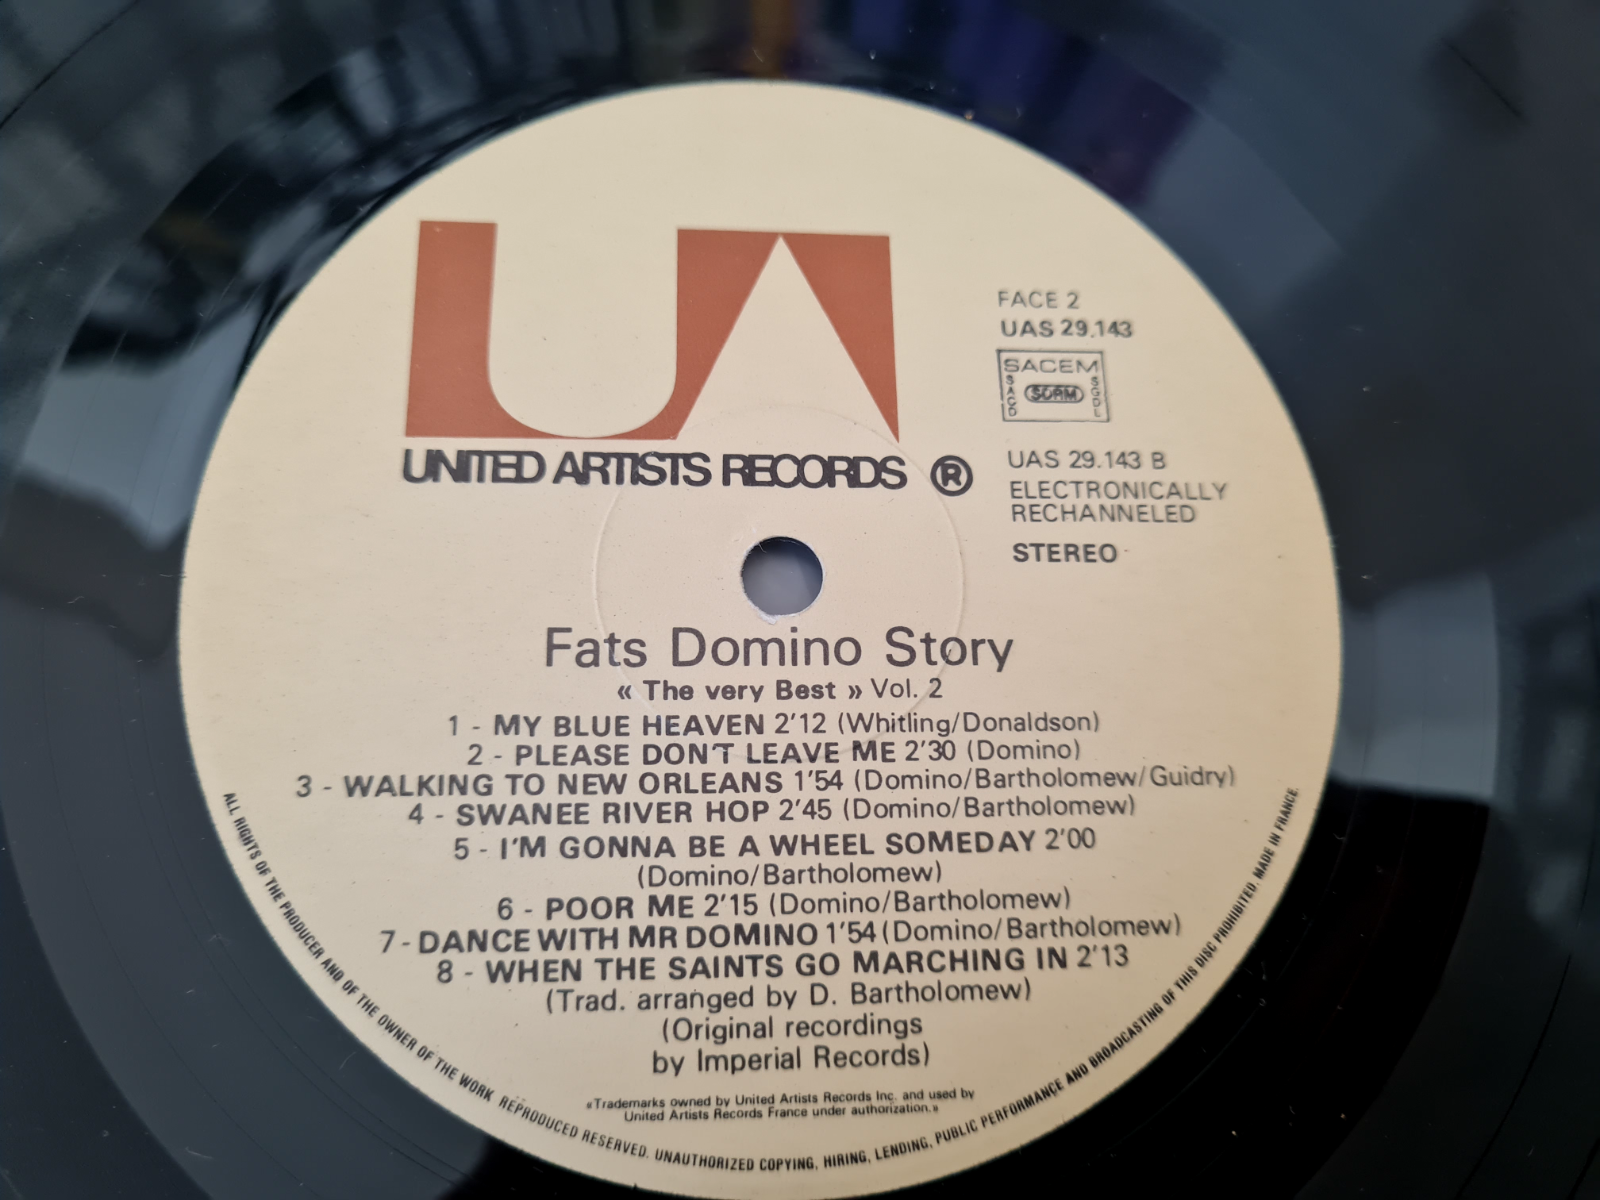 UA
FACE 2
UAS 29.143
SACEM
SACD
SDRM
SGDL
UNITED ARTISTS RECORDS ®
UAS 29.143 B
ELECTRONICALLY
RECHANNELED
STEREO
Fats Domino Story
« The very Best » Vol. 2
1 - MY BLUE HEAVEN 2'12 (Whitling/Donaldson)
2 - PLEASE DON'T LEAVE ME 2'30 (Domino)
3 - WALKING TO NEW ORLEANS 1'54 (Domino/Bartholomew/Guidry)
4 - SWANEE RIVER HOP 2'45 (Domino/Bartholomew)
5 - I'M GONNA BE A WHEEL SOMEDAY 2'00
(Domino/Bartholomew)
6 - POOR ME 2'15 (Domino/Bartholomew)
7 - DANCE WITH MR DOMINO 1'54 (Domino/Bartholomew)
8 - WHEN THE SAINTS GO MARCHING IN 2'13
(Trad. arranged by D. Bartholomew)
(Original recordings
by Imperial Records)
«Trademarks owned by United Artists Records Inc. and used by
United Artists Records France under authorization.»
ALL RIGHTS OF THE PRODUCER AND OF THE OWNER OF THE WORK REPRODUCED RESERVED. UNAUTHORIZED COPYING, HIRING, LENDING, PUBLIC PERFORMANCE AND BROADCASTING OF THIS DISC PROHIBITED. MADE IN FRANCE.